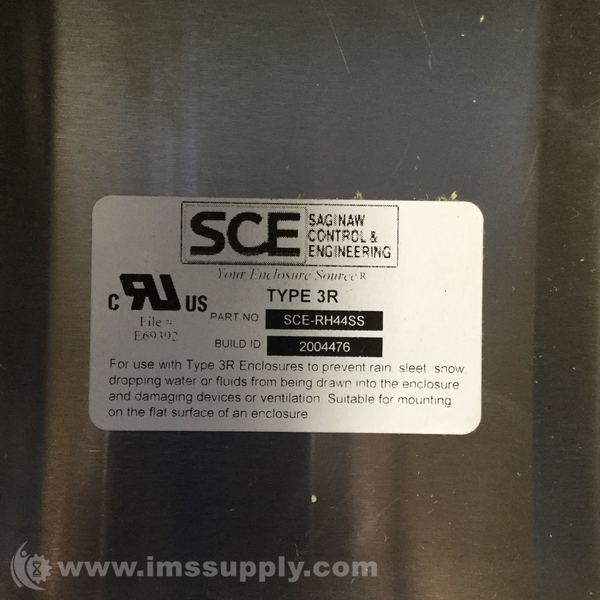 SCE SAGINAW
CONTROL &
ENGINEERING
Your Enclosure Source R
TYPE 3R
C RU US
File #
E69392
PART NO SCE-RH44SS
BUILD ID 2004476
For use with Type 3R Enclosures to prevent rain, sleet, snow
dropping water or fluids from being drawn into the enclosure
and damaging devices or ventilation. Suitable for mounting
on the flat surface of an enclosure
www.imssupply.com